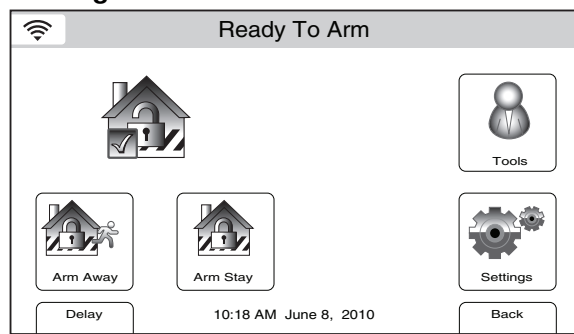 Ready To Arm
Tools
Arm Away
Arm Stay
Settings
Delay
10:18 AM June 8, 2010
Back